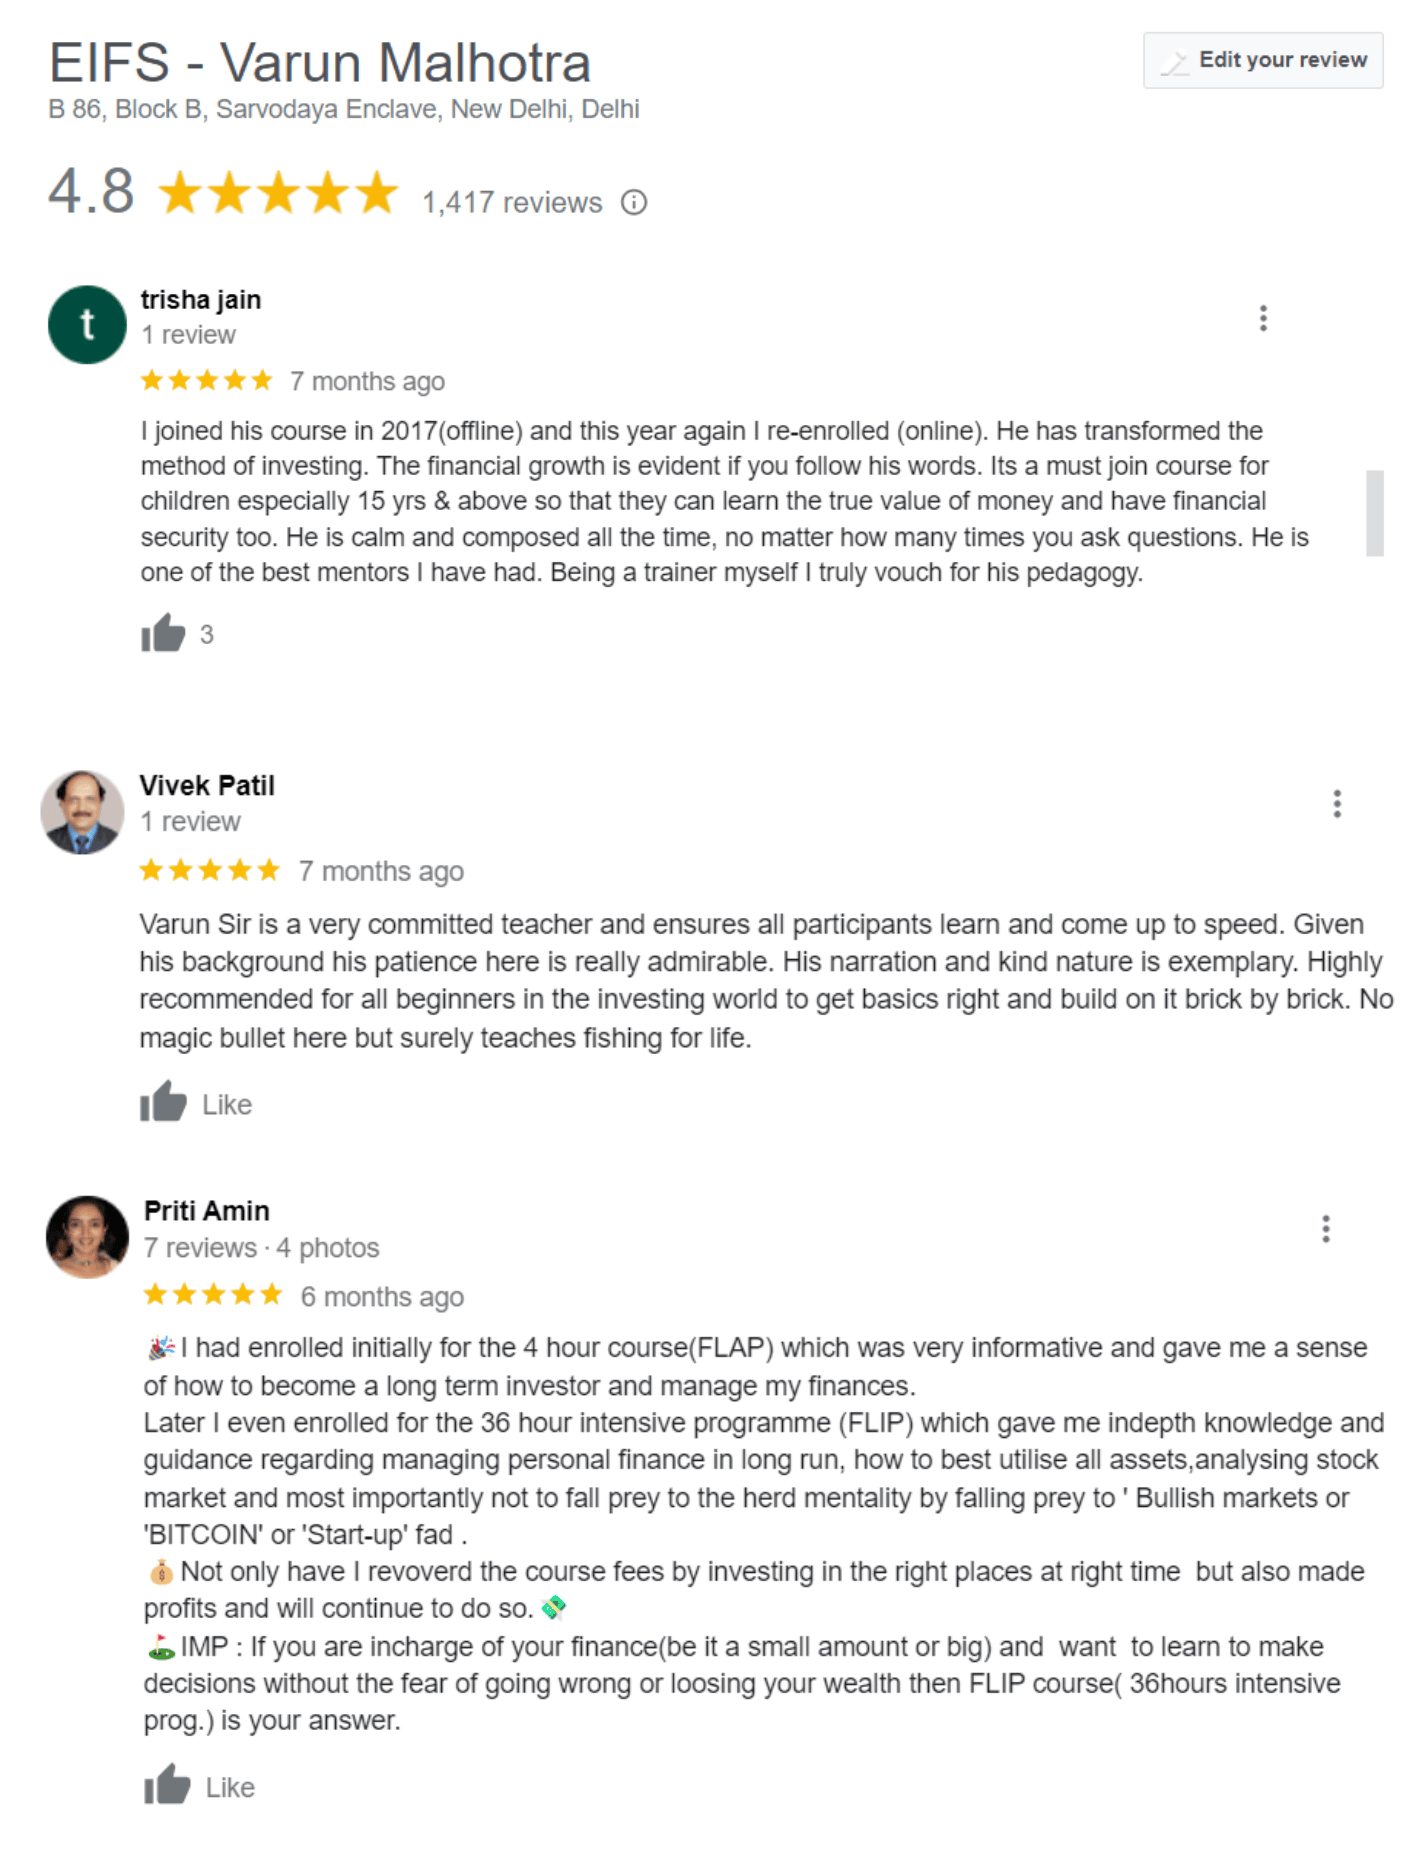 EIFS - Varun Malhotra
Edit your review
B 86, Block B, Sarvodaya Enclave, New Delhi, Delhi
4.8 ★★★★★ 1,417 reviews
t
trisha jain
1 review
★★★★★ 7 months ago
I joined his course in 2017(offline) and this year again I re-enrolled (online). He has transformed the
method of investing. The financial growth is evident if you follow his words. Its a must join course for
children especially 15 yrs & above so that they can learn the true value of money and have financial
security too. He is calm and composed all the time, no matter how many times you ask questions. He is
one of the best mentors I have had. Being a trainer myself I truly vouch for his pedagogy.
3
Vivek Patil
1 review
★★★★★ 7 months ago
Varun Sir is a very committed teacher and ensures all participants learn and come up to speed. Given
his background his patience here is really admirable. His narration and kind nature is exemplary. Highly
recommended for all beginners in the investing world to get basics right and build on it brick by brick. No
magic bullet here but surely teaches fishing for life.
Like
Priti Amin
7 reviews · 4 photos
★★★★★ 6 months ago
🎉I had enrolled initially for the 4 hour course(FLAP) which was very informative and gave me a sense
of how to become a long term investor and manage my finances.
Later I even enrolled for the 36 hour intensive programme (FLIP) which gave me indepth knowledge and
guidance regarding managing personal finance in long run, how to best utilise all assets,analysing stock
market and most importantly not to fall prey to the herd mentality by falling prey to ' Bullish markets or
'BITCOIN' or 'Start-up' fad .
💰Not only have I revoverd the course fees by investing in the right places at right time  but also made
profits and will continue to do so. 💸
⛳IMP : If you are incharge of your finance(be it a small amount or big) and  want  to learn to make
decisions without the fear of going wrong or loosing your wealth then FLIP course( 36hours intensive
prog.) is your answer.
Like